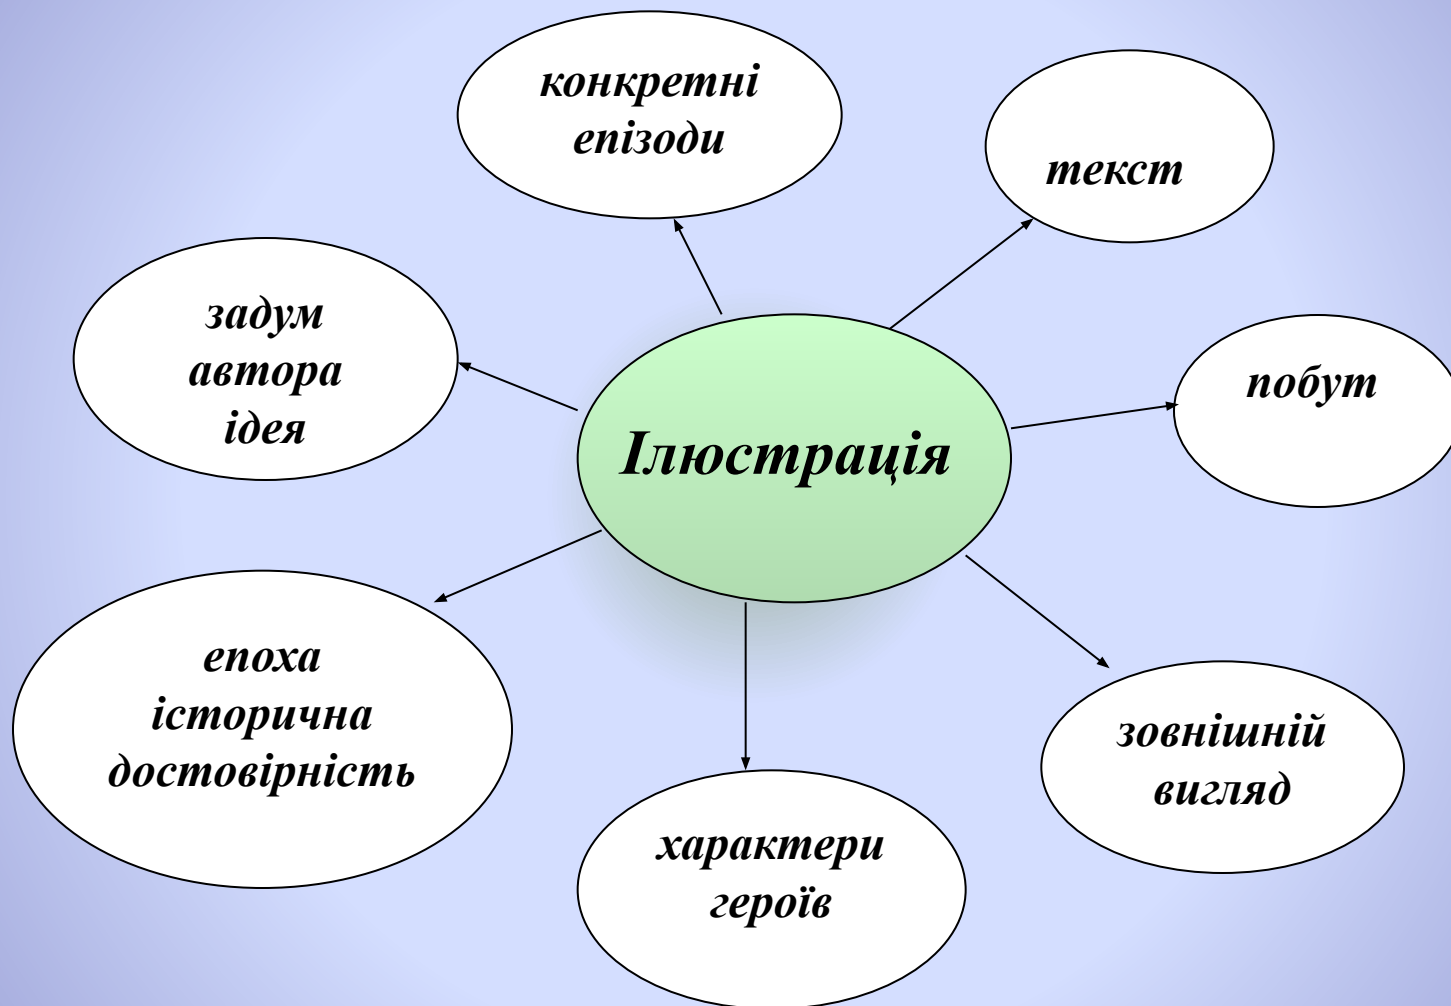 конкретні
епізоди
текст
задум
автора
ідея
побут
Ілюстрація
епоха
історична
достовірність
зовнішній
вигляд
характери
героїв